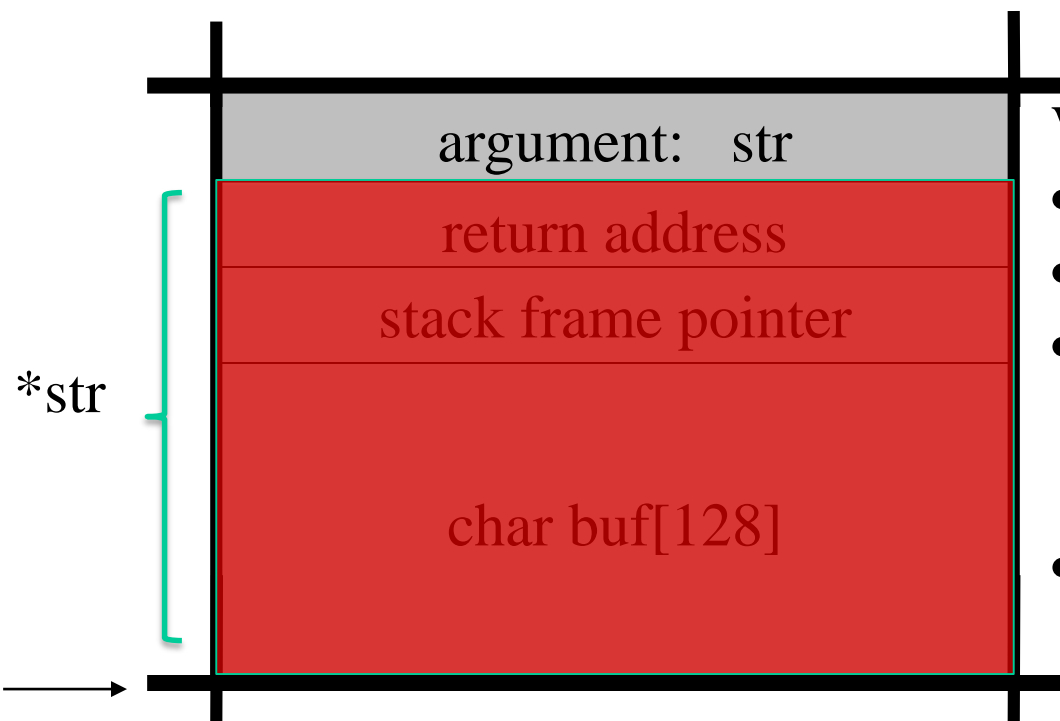 argument: str
return address
stack frame pointer
*str
char buf[128]